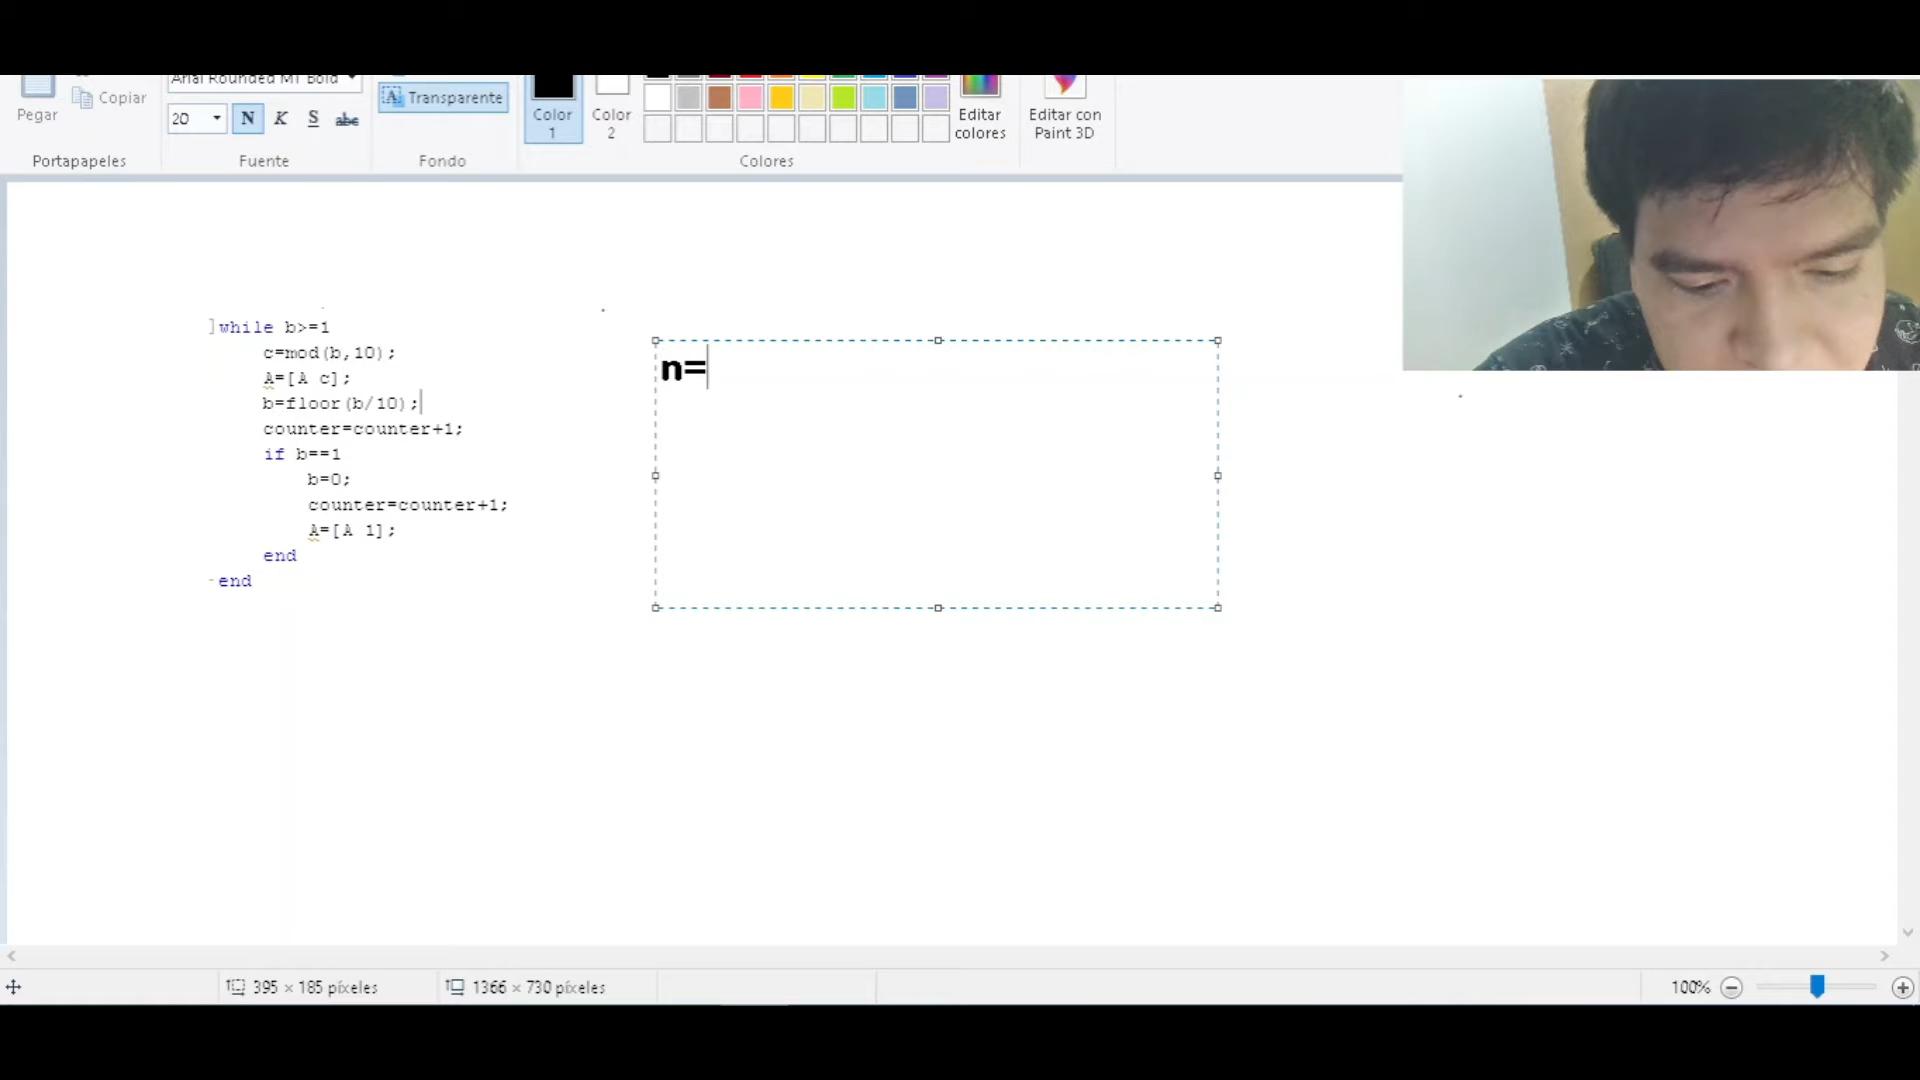 Arial Rounded MT Bold
Pegar
Copiar
20
N K S abc
Transparente
Color 1
Color 2
Editar colores
Editar con Paint 3D
Portapapeles
Fuente
Fondo
Colores
while b>=1
c=mod(b,10);
A=[A c];
b=floor(b/10);
counter=counter+1;
if b==1
b=0;
counter=counter+1;
A=[A 1];
end
end
n=
395 × 185 píxeles
1366 × 730 píxeles
100%